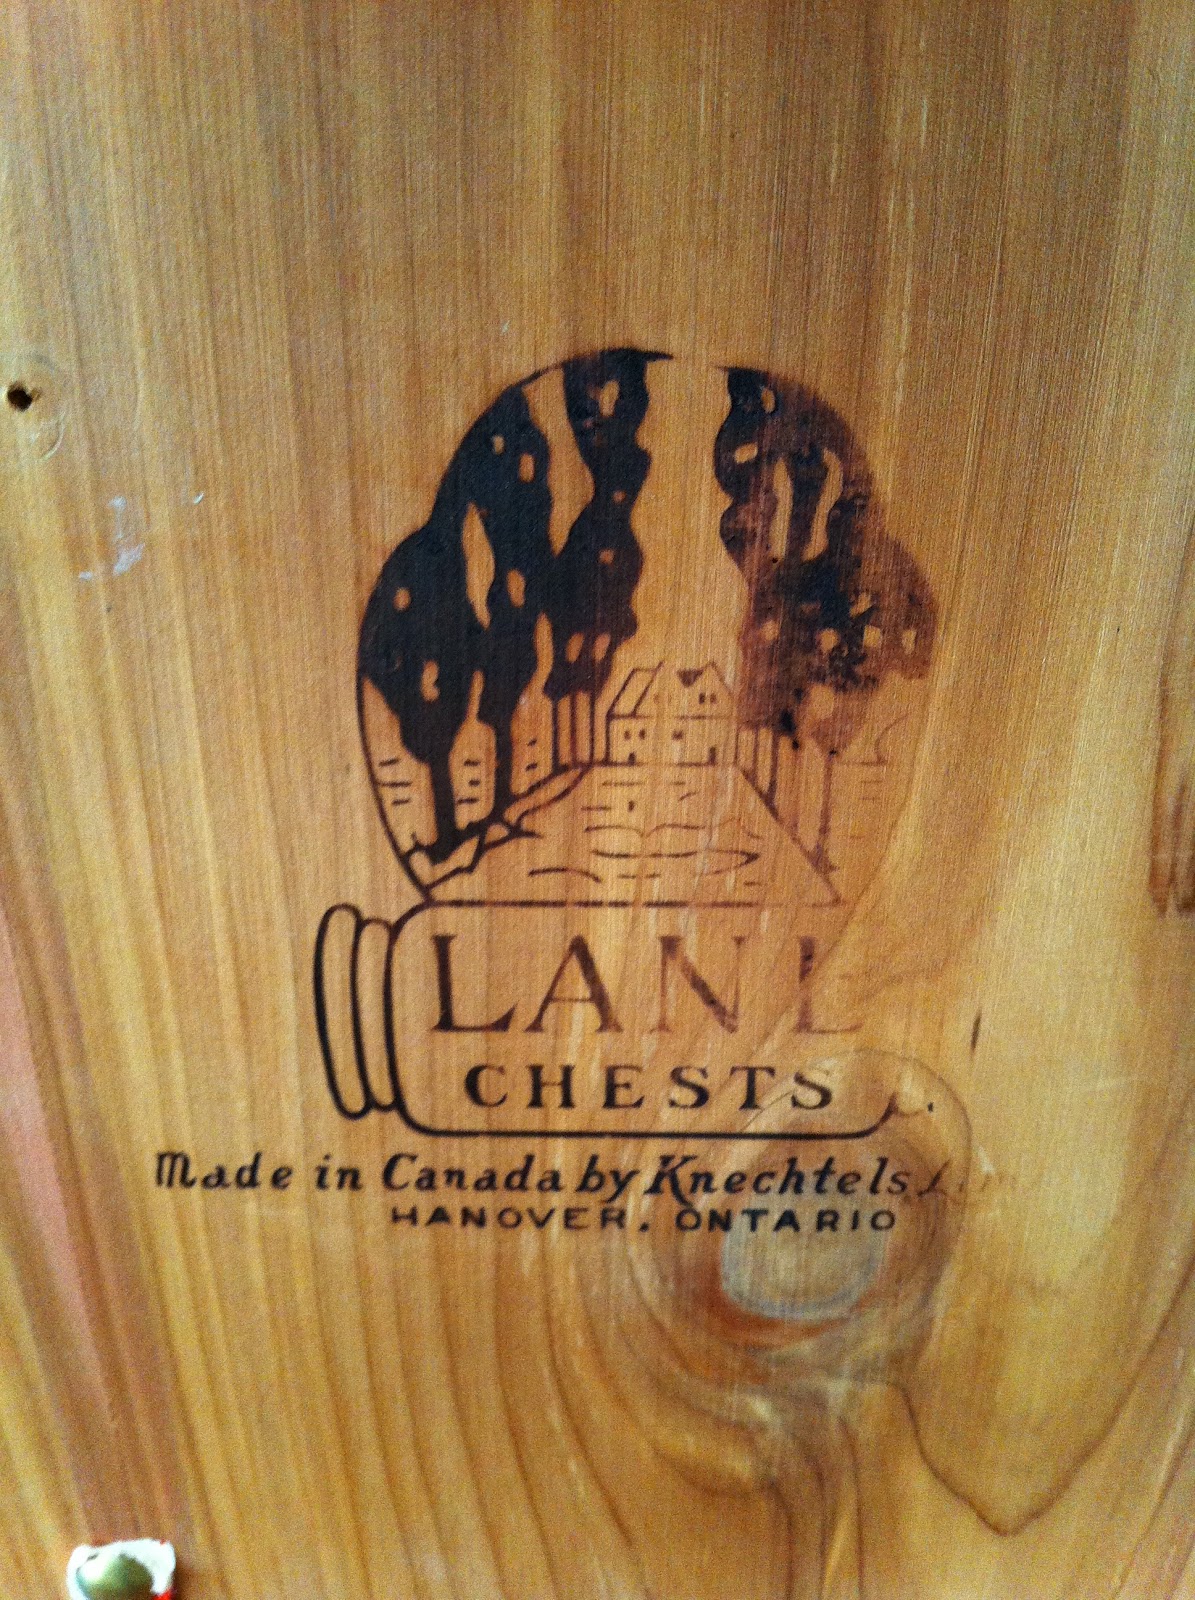 LANE
CHESTS
Made in Canada by Knechtels
HANOVER, ONTARIO